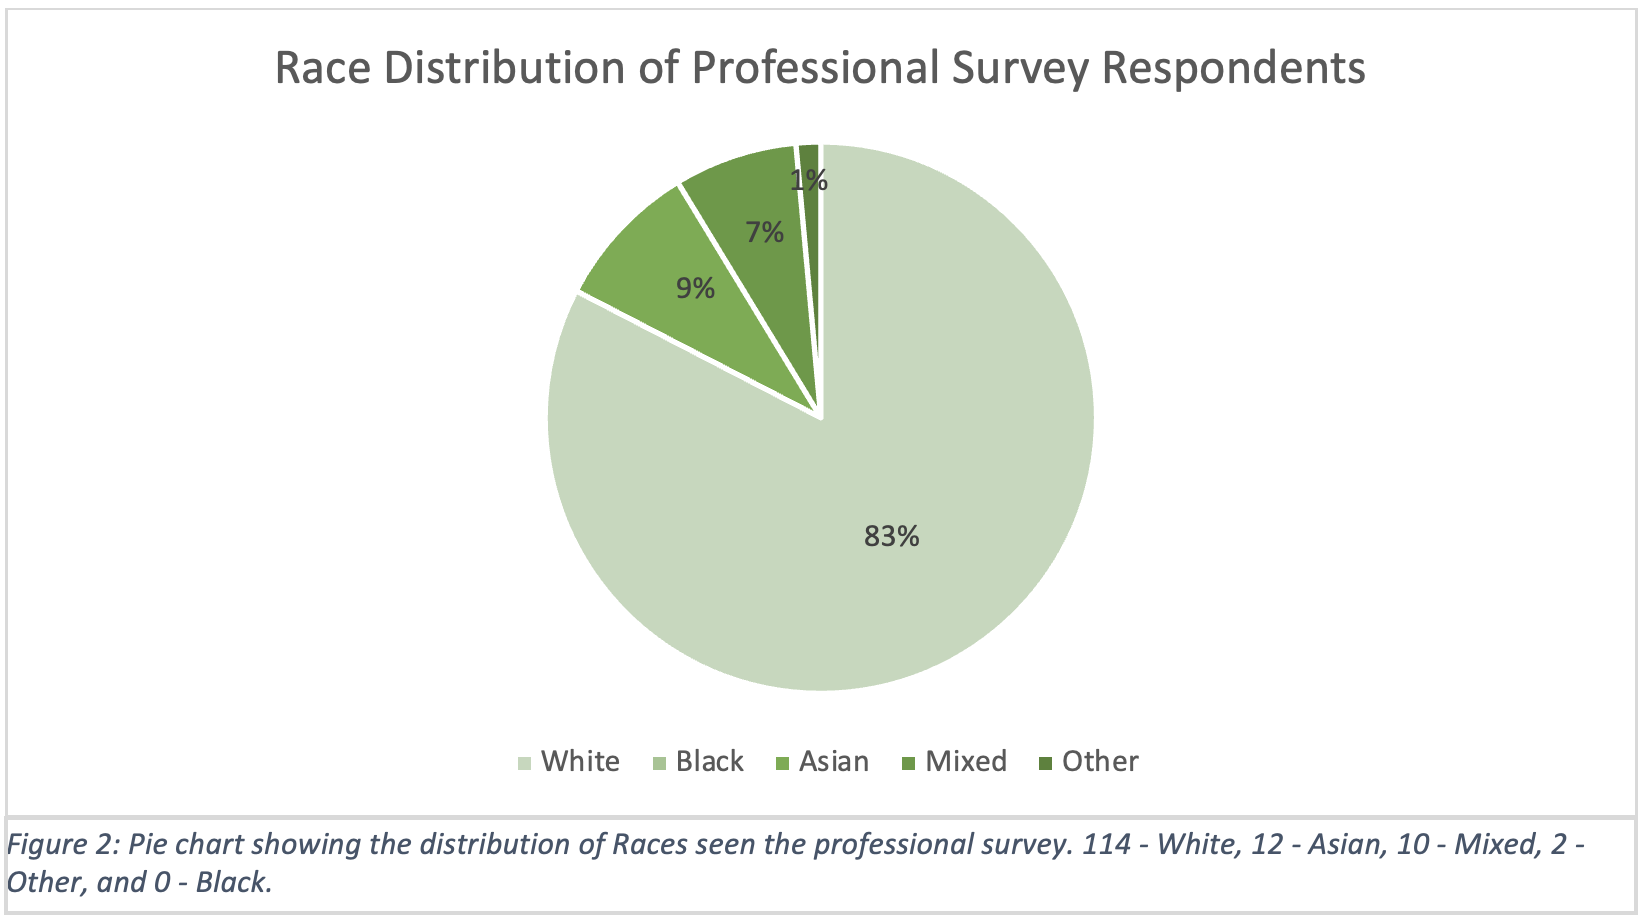 Race Distribution of Professional Survey Respondents
1%
7%
9%
83%
White Black Asian Mixed Other
Figure 2: Pie chart showing the distribution of Races seen the professional survey. 114 - White, 12 - Asian, 10 - Mixed, 2 -
Other, and 0 - Black.